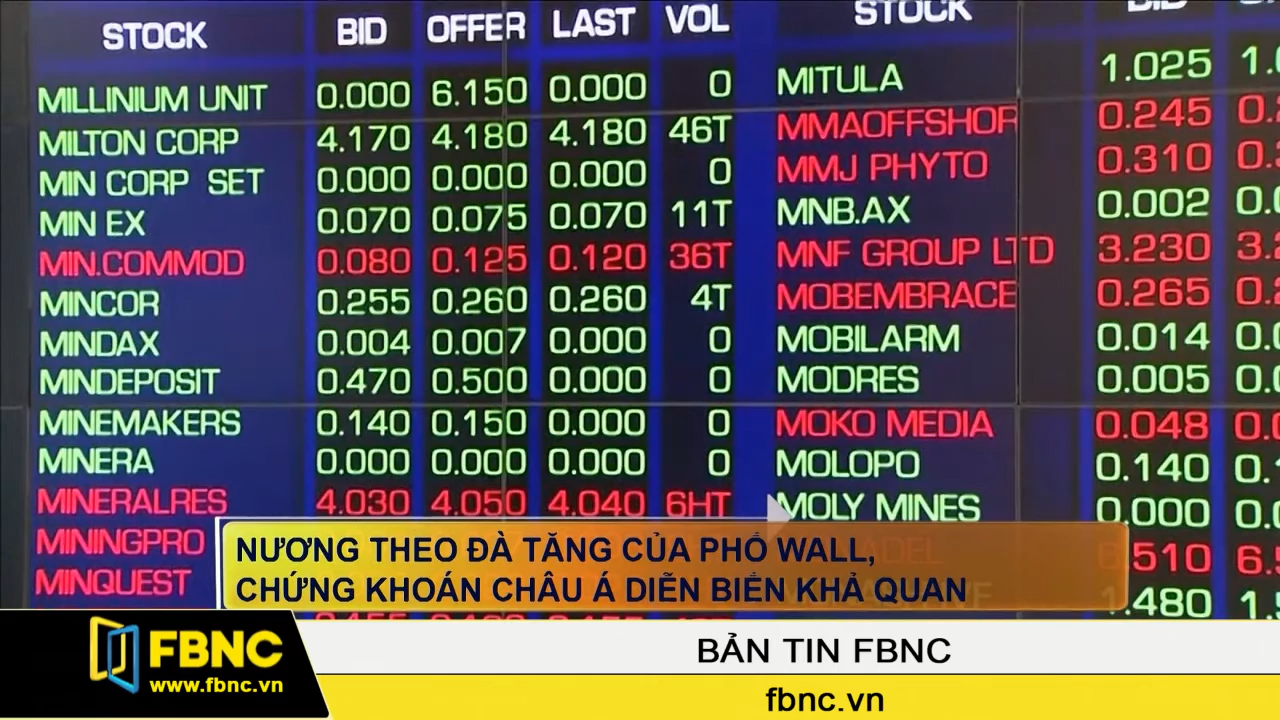 STOCK BID OFFER LAST VOL STOCK
MILLINIUM UNIT 0.000 6.150 0.000 0 MITULA 1.025
MILTON CORP 4.170 4.180 4.180 46T MMAOFFSHOR 0.245
MIN CORP SET 0.000 0.000 0.000 0 MMJ PHYTO 0.310
MIN EX 0.070 0.075 0.070 11T MNB.AX 0.002
MIN.COMMOD 0.080 0.125 0.120 36T MNF GROUP LTD 3.230
MINCOR 0.255 0.260 0.260 4T MOBEMBRACE 0.265
MINDAX 0.004 0.007 0.000 0 MOBILARM 0.014
MINDEPOSIT 0.470 0.500 0.000 0 MODRES 0.005
MINEMAKERS 0.140 0.150 0.000 0 MOKO MEDIA 0.048
MINERA 0.000 0.000 0.000 0 MOLOPO 0.140
MINERALRES 4.030 4.050 4.040 6HT MOLY MINES 0.000
MININGPRO 6.510
MINQUEST 1.480
NƯƠNG THEO ĐÀ TĂNG CỦA PHỐ WALL,
CHỨNG KHOÁN CHÂU Á DIỄN BIẾN KHẢ QUAN
FBNC
www.fbnc.vn
BẢN TIN FBNC
fbnc.vn